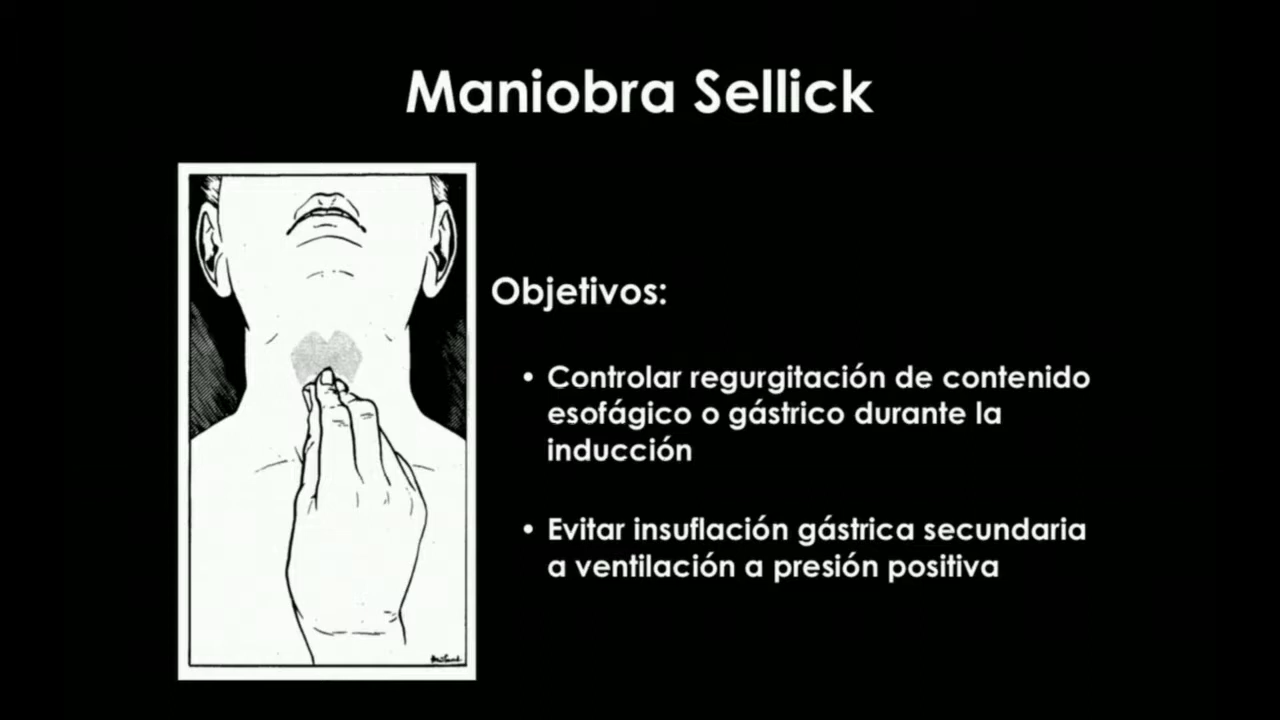 Maniobra Sellick
Objetivos:
• Controlar regurgitación de contenido
esofágico o gástrico durante la
inducción
• Evitar insuflación gástrica secundaria
a ventilación a presión positiva